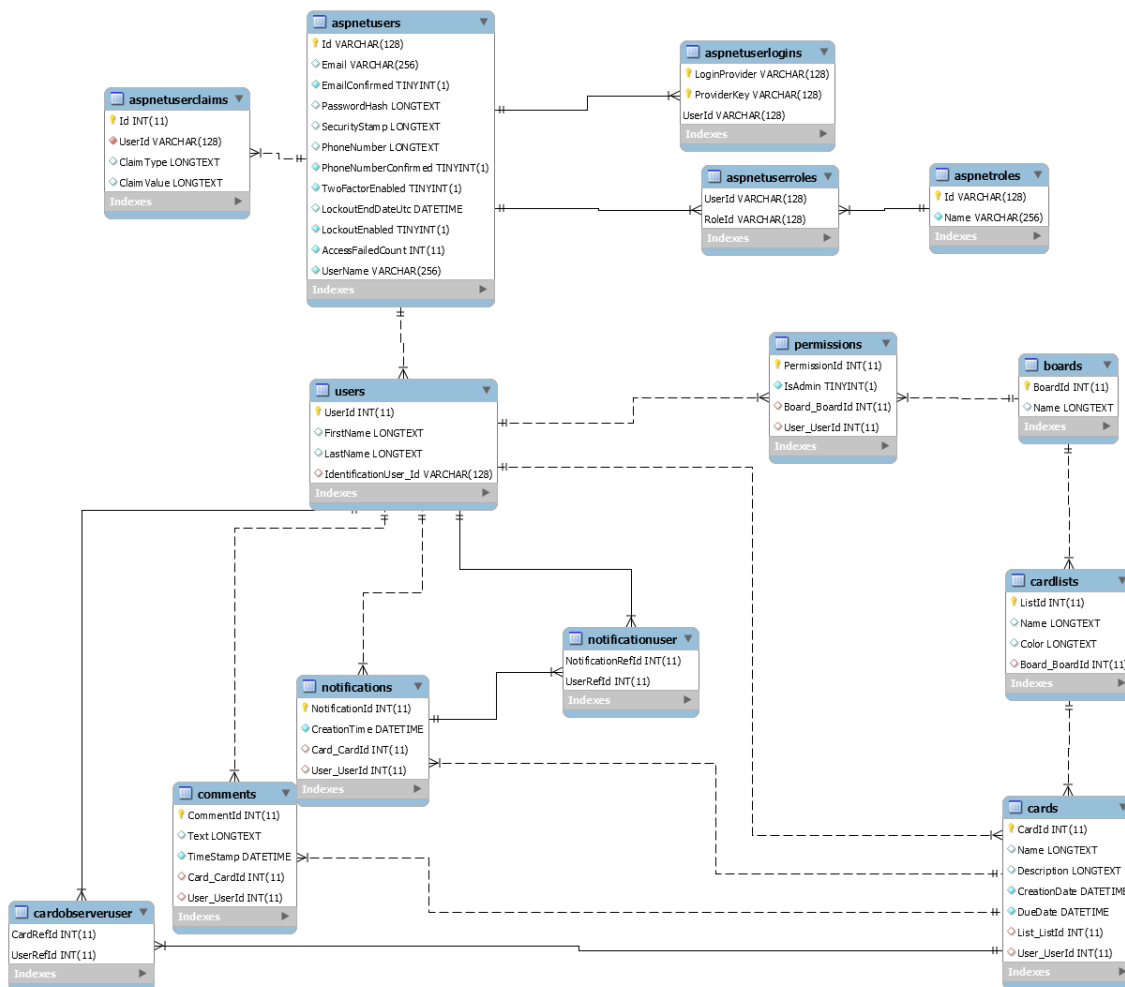 aspnetusers
Id VARCHAR(128)
Email VARCHAR(256)
EmailConfirmed TINYINT(1)
PasswordHash LONGTEXT
SecurityStamp LONGTEXT
PhoneNumber LONGTEXT
PhoneNumberConfirmed TINYINT(1)
TwoFactorEnabled TINYINT(1)
LockoutEndDateUtc DATETIME
LockoutEnabled TINYINT(1)
AccessFailedCount INT(11)
UserName VARCHAR(256)
Indexes
aspnetuserlogins
LoginProvider VARCHAR(128)
ProviderKey VARCHAR(128)
UserId VARCHAR(128)
Indexes
aspnetuserclaims
Id INT(11)
UserId VARCHAR(128)
ClaimType LONGTEXT
ClaimValue LONGTEXT
Indexes
aspnetuserroles
UserId VARCHAR(128)
RoleId VARCHAR(128)
Indexes
aspnetroles
Id VARCHAR(128)
Name VARCHAR(256)
Indexes
permissions
PermissionId INT(11)
IsAdmin TINYINT(1)
Board_BoardId INT(11)
User_UserId INT(11)
Indexes
boards
BoardId INT(11)
Name LONGTEXT
Indexes
users
UserId INT(11)
FirstName LONGTEXT
LastName LONGTEXT
IdentificationUser_Id VARCHAR(128)
Indexes
cardlists
ListId INT(11)
Name LONGTEXT
Color LONGTEXT
Board_BoardId INT(11)
Indexes
notificationuser
NotificationRefId INT(11)
UserRefId INT(11)
Indexes
notifications
NotificationId INT(11)
CreationTime DATETIME
Card_CardId INT(11)
User_UserId INT(11)
Indexes
comments
CommentId INT(11)
Text LONGTEXT
TimeStamp DATETIME
Card_CardId INT(11)
User_UserId INT(11)
Indexes
cards
CardId INT(11)
Name LONGTEXT
Description LONGTEXT
CreationDate DATETIME
DueDate DATETIME
List_ListId INT(11)
User_UserId INT(11)
Indexes
cardobserveruser
CardRefId INT(11)
UserRefId INT(11)
Indexes